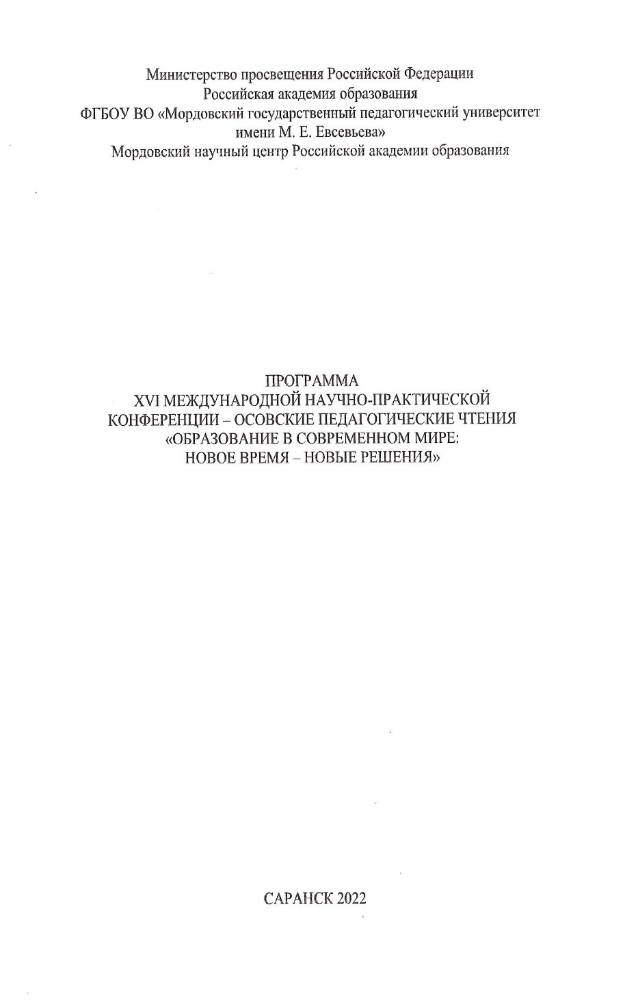 Министерство просвещения Российской Федерации
Российская академия образования
ФГБОУ ВО «Мордовский государственный педагогический университет
имени М. Е. Евсевьева»
Мордовский научный центр Российской академии образования
ПРОГРАММА
XVI МЕЖДУНАРОДНОЙ НАУЧНО-ПРАКТИЧЕСКОЙ
КОНФЕРЕНЦИИ – ОСОВСКИЕ ПЕДАГОГИЧЕСКИЕ ЧТЕНИЯ
«ОБРАЗОВАНИЕ В СОВРЕМЕННОМ МИРЕ:
НОВОЕ ВРЕМЯ – НОВЫЕ РЕШЕНИЯ»
САРАНСК 2022